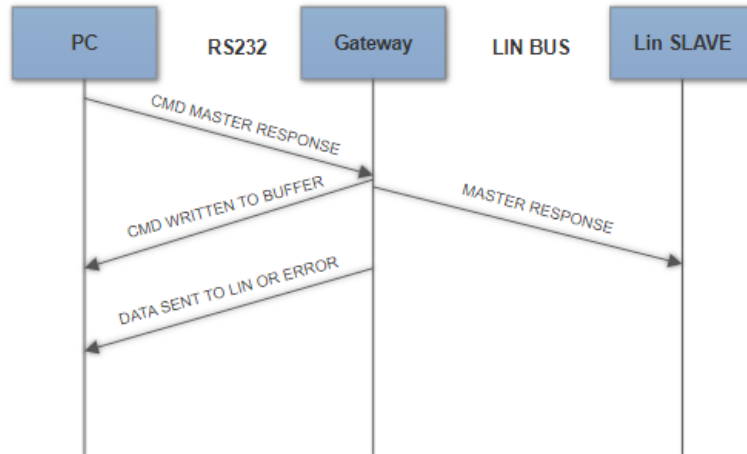 PC
RS232
Gateway
LIN BUS
Lin SLAVE
CMD MASTER RESPONSE
CMD WRITTEN TO BUFFER
MASTER RESPONSE
DATA SENT TO LIN OR ERROR